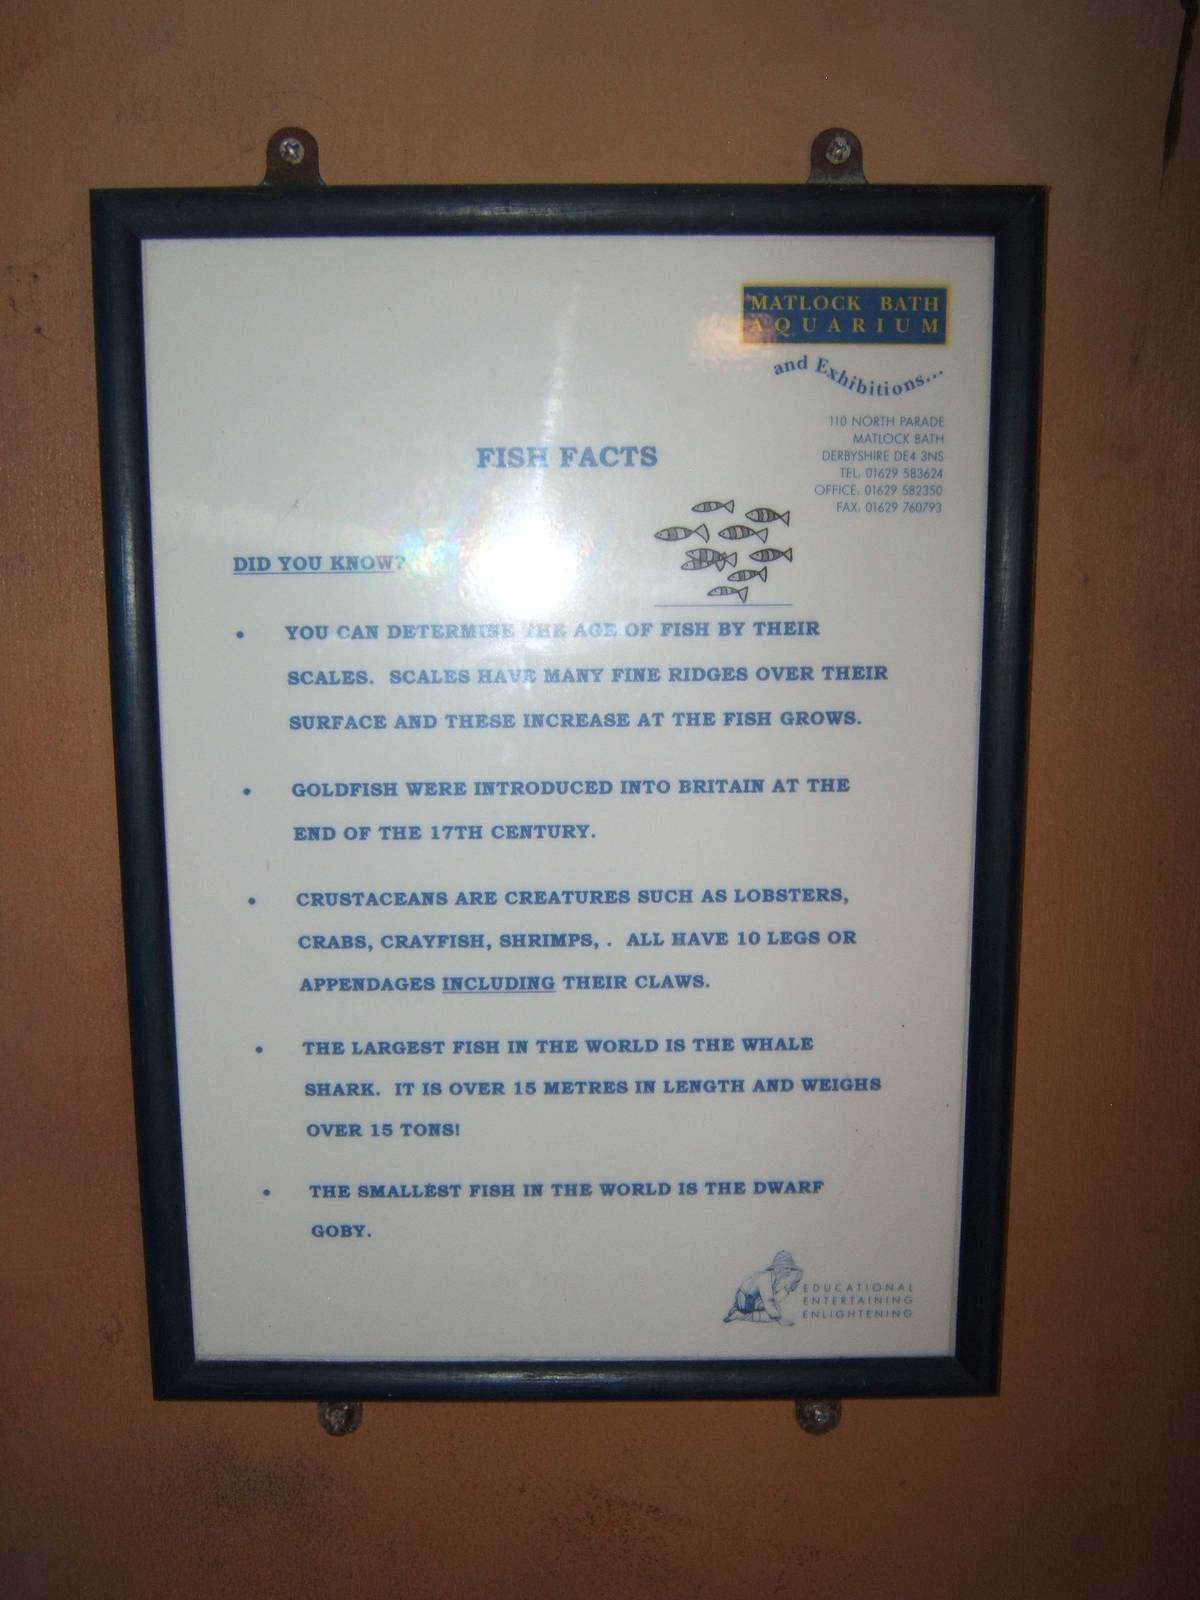 MATLOCK BATH
AQUARIUM
and Exhibitions...
110 NORTH PARADE
MATLOCK BATH
DERBYSHIRE DE4 3NS
TEL: 01629 583624
OFFICE: 01629 582350
FAX: 01629 760793
FISH FACTS
DID YOU KNOW?
• YOU CAN DETERMINE THE AGE OF FISH BY THEIR
SCALES. SCALES HAVE MANY FINE RIDGES OVER THEIR
SURFACE AND THESE INCREASE AT THE FISH GROWS.
• GOLDFISH WERE INTRODUCED INTO BRITAIN AT THE
END OF THE 17TH CENTURY.
• CRUSTACEANS ARE CREATURES SUCH AS LOBSTERS,
CRABS, CRAYFISH, SHRIMPS, . ALL HAVE 10 LEGS OR
APPENDAGES INCLUDING THEIR CLAWS.
• THE LARGEST FISH IN THE WORLD IS THE WHALE
SHARK. IT IS OVER 15 METRES IN LENGTH AND WEIGHS
OVER 15 TONS!
• THE SMALLEST FISH IN THE WORLD IS THE DWARF
GOBY.
EDUCATIONAL
ENTERTAINING
ENLIGHTENING